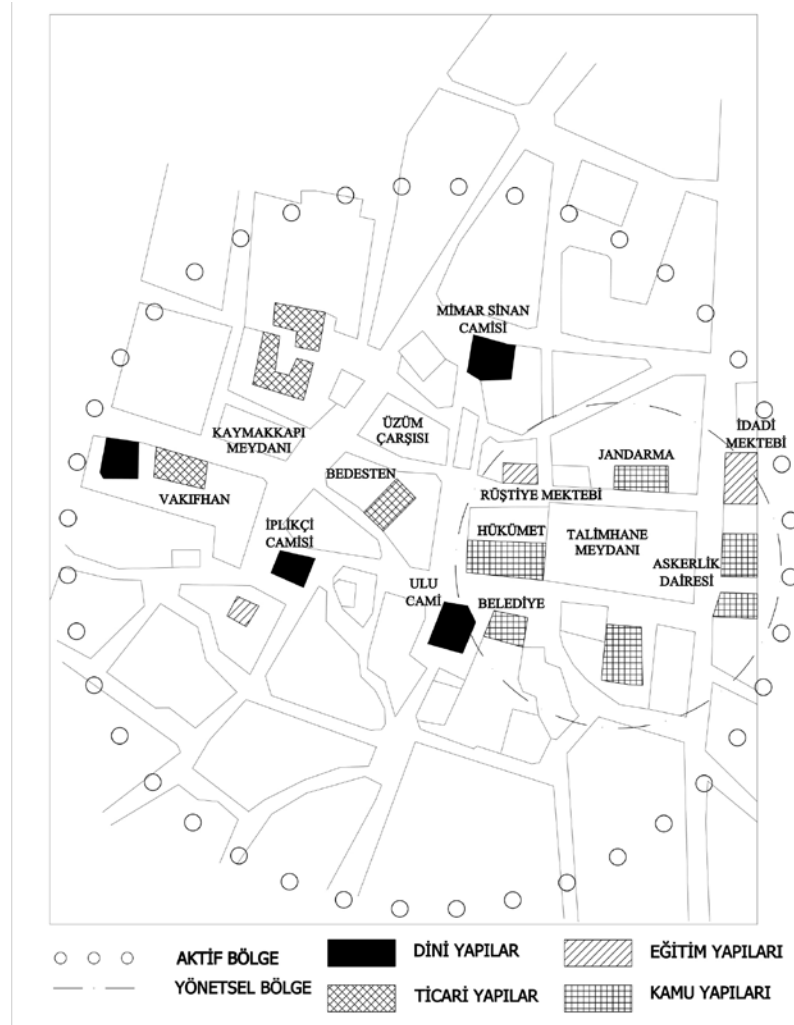 MİMAR SİNAN
CAMİSİ
KAYMAKKAPI
MEYDANI
ÜZÜM
ÇARŞISI
İDADİ
MEKTEBİ
BEDESTEN
JANDARMA
VAKIFHAN
RÜŞTİYE MEKTEBİ
İPLİKÇİ
CAMİSİ
HÜKÜMET
TALİMHANE
MEYDANI
ASKERLİK
DAİRESİ
ULU
CAMİ
BELEDİYE
AKTİF BÖLGE
YÖNETSEL BÖLGE
DİNİ YAPILAR
TİCARİ YAPILAR
EĞİTİM YAPILARI
KAMU YAPILARI